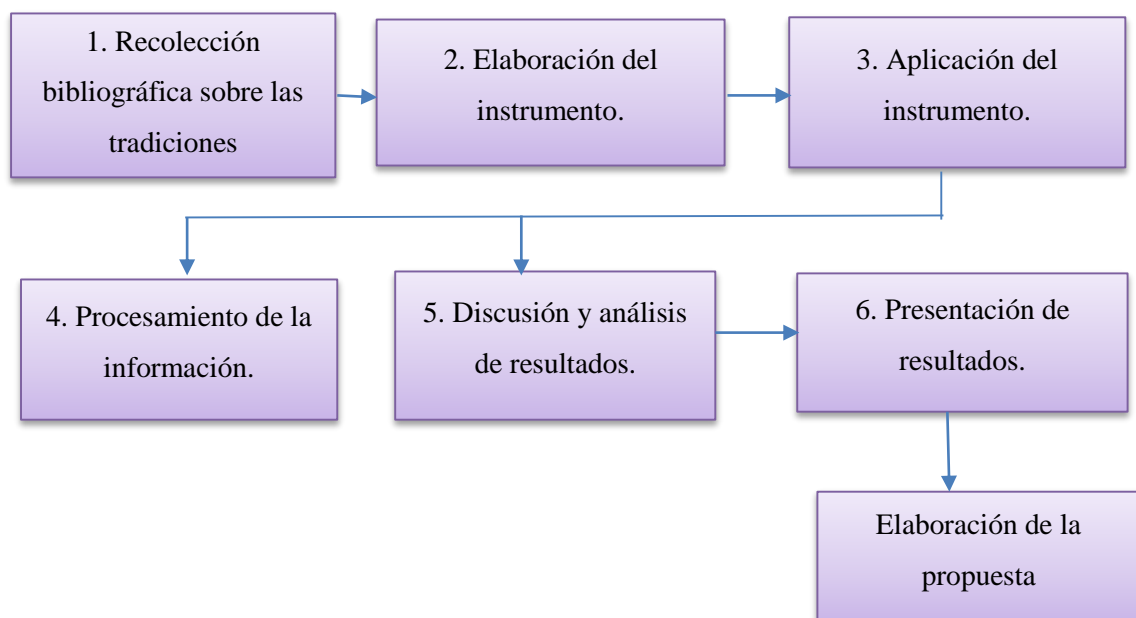 1. Recolección
bibliográfica sobre las
tradiciones
2. Elaboración del
instrumento.
3. Aplicación del
instrumento.
4. Procesamiento de la
información.
5. Discusión y análisis
de resultados.
6. Presentación de
resultados.
Elaboración de la
propuesta